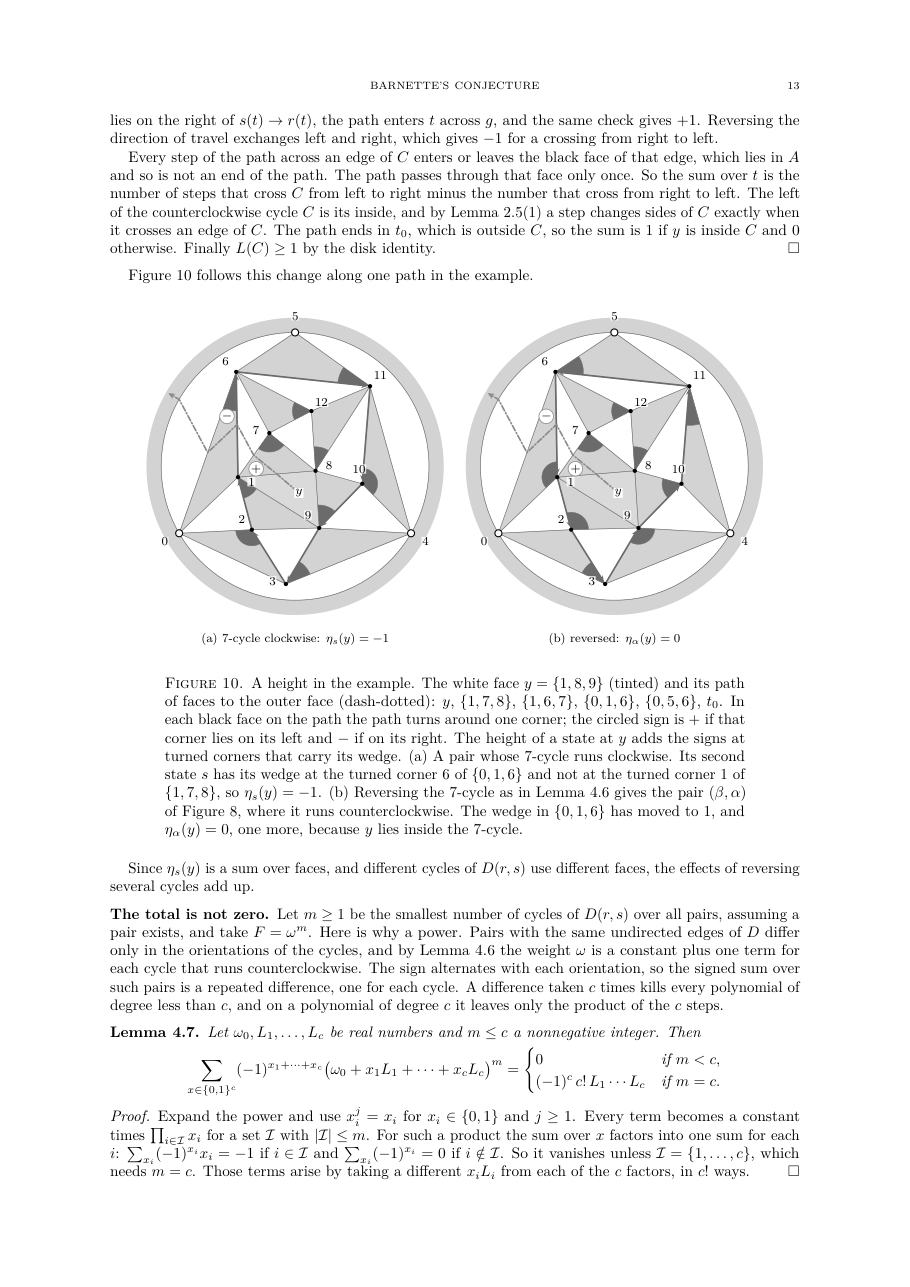 BARNETTE'S CONJECTURE 13
lies on the right of s(t) → r(t), the path enters t across g, and the same check gives +1. Reversing the
direction of travel exchanges left and right, which gives −1 for a crossing from right to left.
Every step of the path across an edge of C enters or leaves the black face of that edge, which lies in A
and so is not an end of the path. The path passes through that face only once. So the sum over t is the
number of steps that cross C from left to right minus the number that cross from right to left. The left
of the counterclockwise cycle C is its inside, and by Lemma 2.5(1) a step changes sides of C exactly when
it crosses an edge of C. The path ends in t₀, which is outside C, so the sum is 1 if y is inside C and 0
otherwise. Finally L(C) ≥ 1 by the disk identity. □
Figure 10 follows this change along one path in the example.
5 5
6 11 6 11
12 12
− −
7 7
+ 8 10 + 8 10
1 y 1 y
2 9 2 9
0 4 0 4
3 3
(a) 7-cycle clockwise: ηₛ(y) = −1 (b) reversed: η_α(y) = 0
FIGURE 10. A height in the example. The white face y = {1, 8, 9} (tinted) and its path
of faces to the outer face (dash-dotted): y, {1, 7, 8}, {1, 6, 7}, {0, 1, 6}, {0, 5, 6}, t₀. In
each black face on the path the path turns around one corner; the circled sign is + if that
corner lies on its left and − if on its right. The height of a state at y adds the signs at
turned corners that carry its wedge. (a) A pair whose 7-cycle runs clockwise. Its second
state s has its wedge at the turned corner 6 of {0, 1, 6} and not at the turned corner 1 of
{1, 7, 8}, so ηₛ(y) = −1. (b) Reversing the 7-cycle as in Lemma 4.6 gives the pair (β, α)
of Figure 8, where it runs counterclockwise. The wedge in {0, 1, 6} has moved to 1, and
η_α(y) = 0, one more, because y lies inside the 7-cycle.
Since ηₛ(y) is a sum over faces, and different cycles of D(r, s) use different faces, the effects of reversing
several cycles add up.
The total is not zero. Let m ≥ 1 be the smallest number of cycles of D(r, s) over all pairs, assuming a
pair exists, and take F = ωᵐ. Here is why a power. Pairs with the same undirected edges of D differ
only in the orientations of the cycles, and by Lemma 4.6 the weight ω is a constant plus one term for
each cycle that runs counterclockwise. The sign alternates with each orientation, so the signed sum over
such pairs is a repeated difference, one for each cycle. A difference taken c times kills every polynomial of
degree less than c, and on a polynomial of degree c it leaves only the product of the c steps.
Lemma 4.7. Let ω₀, L₁, . . . , L_c be real numbers and m ≤ c a nonnegative integer. Then
∑_{x∈{0,1}^c} (−1)^{x₁+···+x_c} (ω₀ + x₁L₁ + · · · + x_cL_c)^m = { 0 if m < c,
(−1)^c c! L₁ · · · L_c if m = c.
Proof. Expand the power and use x_i^j = x_i for x_i ∈ {0, 1} and j ≥ 1. Every term becomes a constant
times ∏_{i∈I} x_i for a set I with |I| ≤ m. For such a product the sum over x factors into one sum for each
i: ∑_{x_i}(−1)^{x_i}x_i = −1 if i ∈ I and ∑_{x_i}(−1)^{x_i} = 0 if i ∉ I. So it vanishes unless I = {1, . . . , c}, which
needs m = c. Those terms arise by taking a different x_iL_i from each of the c factors, in c! ways. □